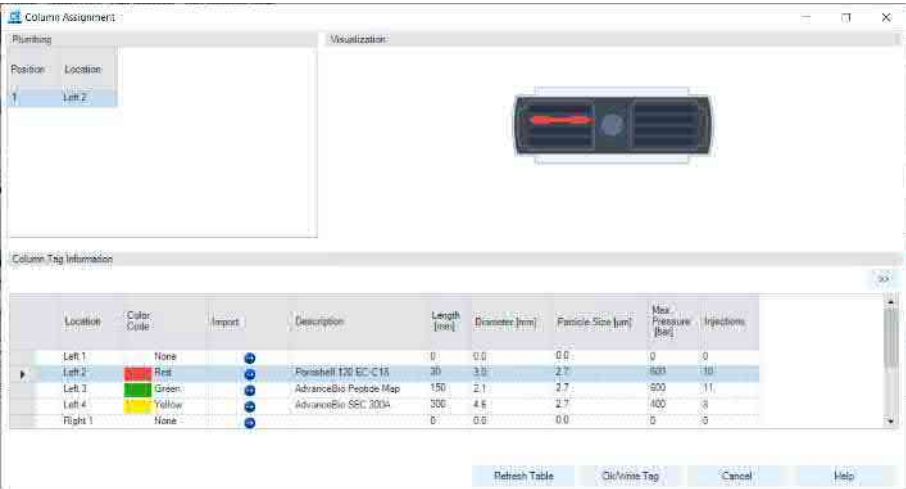 Column Assignment
Plumbing
Visualization
Position Location
1 Left 2
Column Tag Information
>>
Location Color Code Import Description Length [mm] Diameter [mm] Particle Size [µm] Max. Pressure [bar] Injections
Left 1 None 0 0.0 0.0 0 0
Left 2 Red Poroshell 120 EC-C18 30 3.0 2.7 600 10
Left 3 Green AdvanceBio Peptide Map 150 2.1 2.7 600 11
Left 4 Yellow AdvanceBio SEC 300A 300 4.6 2.7 400
Right 1 None 0 0.0 0.0 0 0
Refresh Table Ok/Write Tag Cancel Help